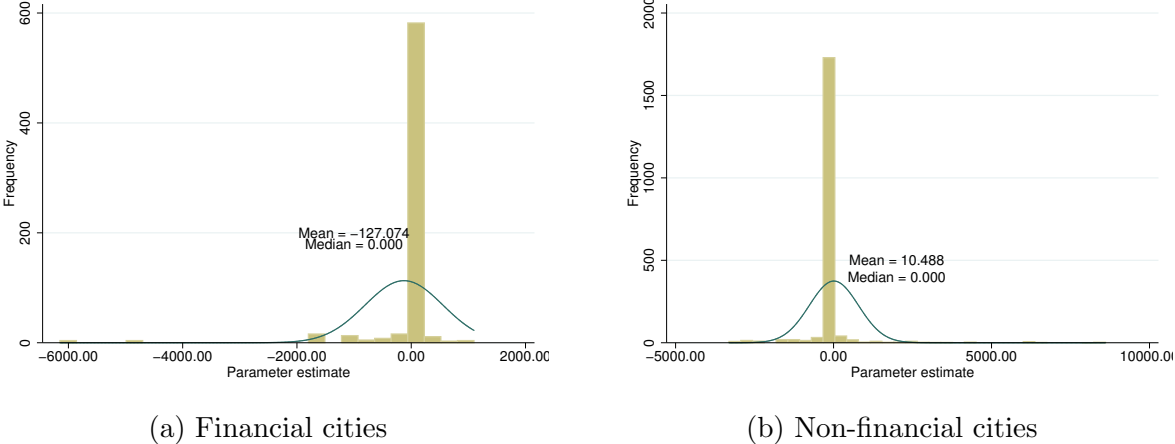 600
400
200
0
Frequency
Mean = −127.074
Median = 0.000
−6000.00 −4000.00 −2000.00 0.00 2000.00
Parameter estimate
(a) Financial cities
2000
1500
1000
500
0
Frequency
Mean = 10.488
Median = 0.000
−5000.00 0.00 5000.00 10000.00
Parameter estimate
(b) Non-financial cities